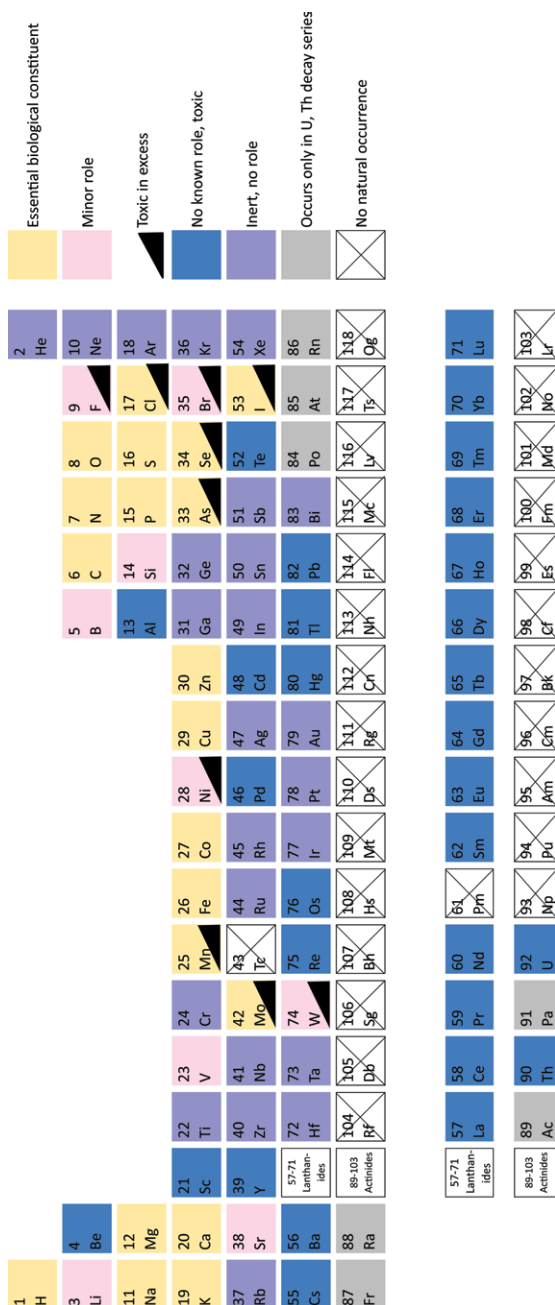 1
H
2
He
3
Li
4
Be
5
B
6
C
7
N
8
O
9
F
10
Ne
11
Na
12
Mg
13
Al
14
Si
15
P
16
S
17
Cl
18
Ar
19
K
20
Ca
21
Sc
22
Ti
23
V
24
Cr
25
Mn
26
Fe
27
Co
28
Ni
29
Cu
30
Zn
31
Ga
32
Ge
33
As
34
Se
35
Br
36
Kr
37
Rb
38
Sr
39
Y
40
Zr
41
Nb
42
Mo
43
Tc
44
Ru
45
Rh
46
Pd
47
Ag
48
Cd
49
In
50
Sn
51
Sb
52
Te
53
I
54
Xe
55
Cs
56
Ba
57-71
Lanthan-
ides
72
Hf
73
Ta
74
W
75
Re
76
Os
77
Ir
78
Pt
79
Au
80
Hg
81
Tl
82
Pb
83
Bi
84
Po
85
At
86
Rn
87
Fr
88
Ra
89-103
Actinides
104
Rf
105
Db
106
Sg
107
Bh
108
Hs
109
Mt
110
Ds
111
Rg
112
Cn
113
Nh
114
Fl
115
Mc
116
Lv
117
Ts
118
Og
57-71
Lanthan-
ides
57
La
58
Ce
59
Pr
60
Nd
61
Pm
62
Sm
63
Eu
64
Gd
65
Tb
66
Dy
67
Ho
68
Er
69
Tm
70
Yb
71
Lu
89-103
Actinides
89
Ac
90
Th
91
Pa
92
U
93
Np
94
Pu
95
Am
96
Cm
97
Bk
98
Cf
99
Es
100
Fm
101
Md
102
No
103
Lr
Essential biological constituent
Minor role
Toxic in excess
No known role, toxic
Inert, no role
Occurs only in U, Th decay series
No natural occurrence